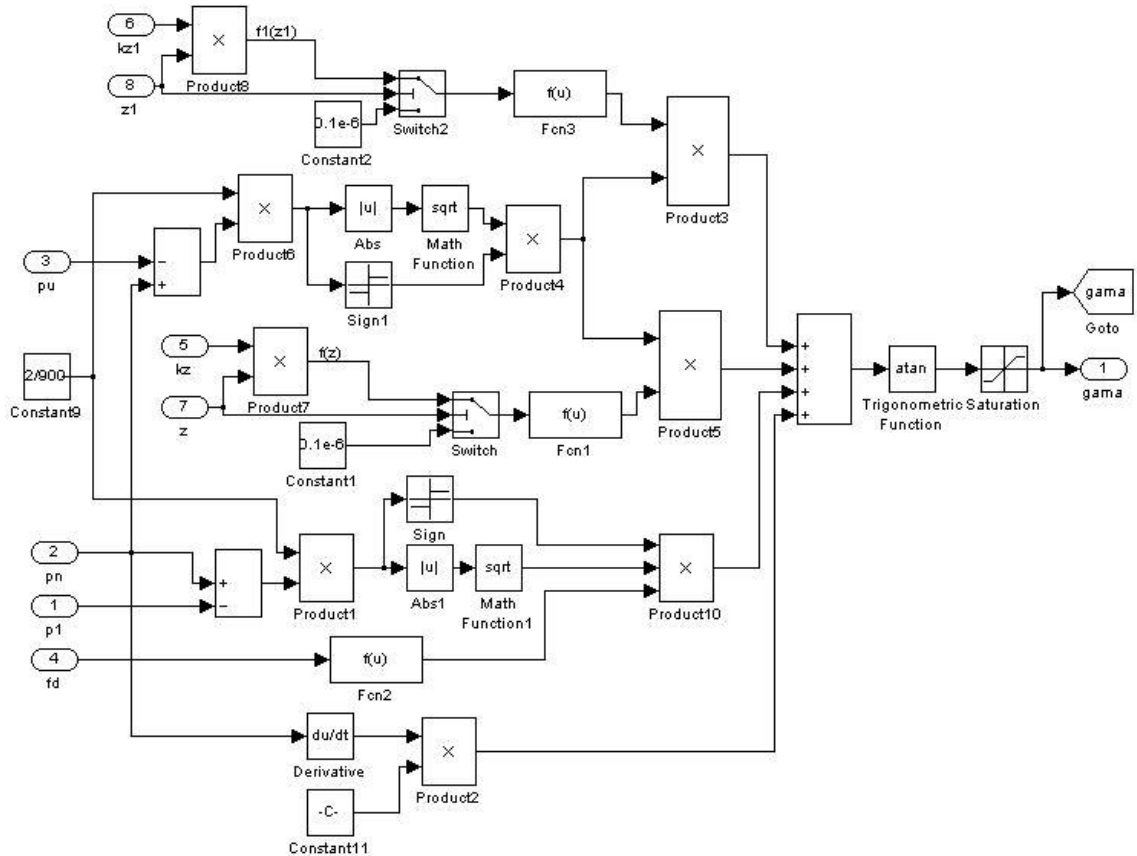 6
kz1
×
f1(z1)
Product8
8
z1
0.1e-6
Constant2
Switch2
f(u)
Fcn3
×
Product3
×
Product6
|u|
Abs
sqrt
Math
Function
×
Product4
Sign1
3
pu
−
+
2/900
Constant9
5
kz
×
f(z)
Product7
7
z
0.1e-6
Constant1
Switch
f(u)
Fcn1
×
Product5
+
+
+
+
atan
Trigonometric
Function
Saturation
gama
Goto
1
gama
Sign
2
pn
1
p1
+
−
×
Product1
|u|
Abs1
sqrt
Math
Function1
×
Product10
4
fd
f(u)
Fcn2
du/dt
Derivative
×
Product2
-C-
Constant11